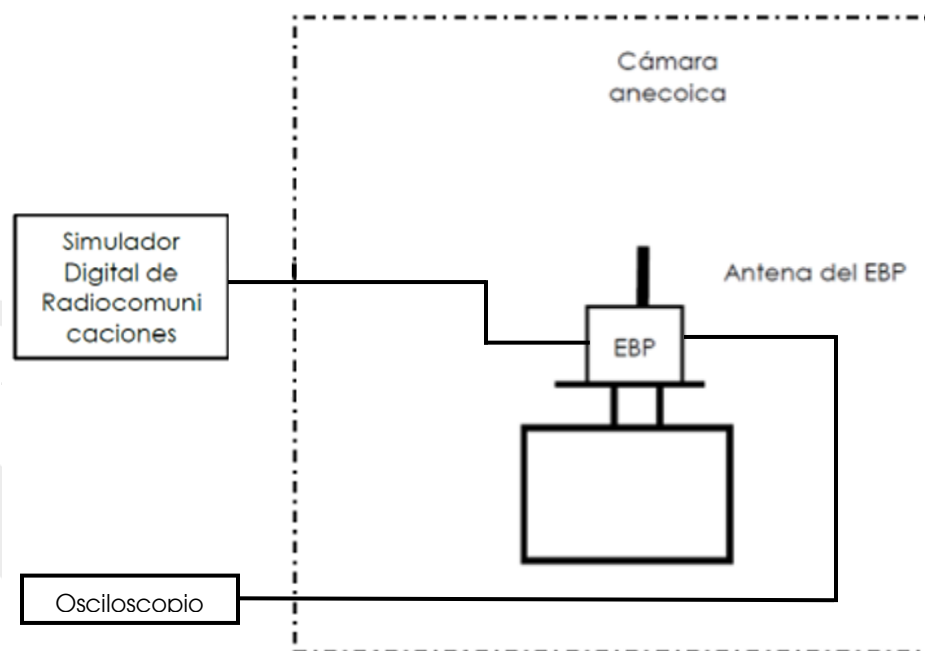 Cámara
anecoica
Simulador
Digital de
Radiocomuni
caciones
Antena del EBP
EBP
Osciloscopio